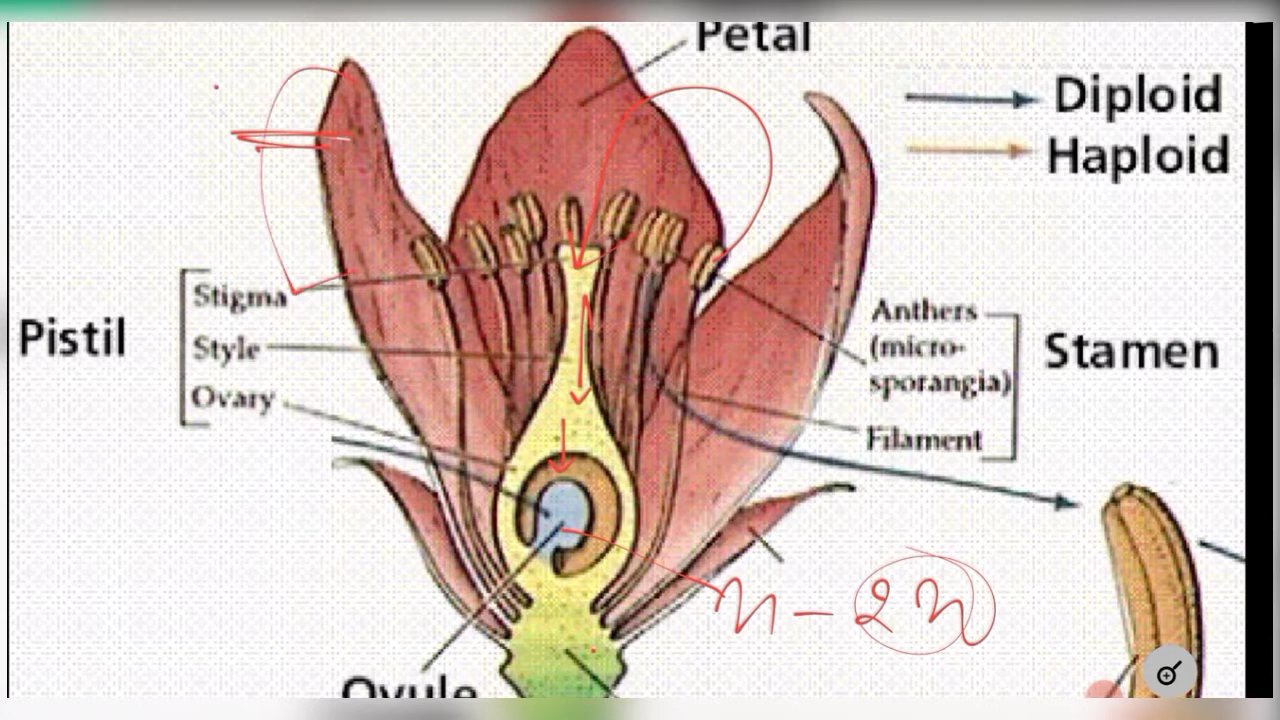 Petal
Diploid
Haploid
Pistil
Stigma
Style
Ovary
Anthers
(micro-
sporangia)
Filament
Stamen
n - 2n
Ovule